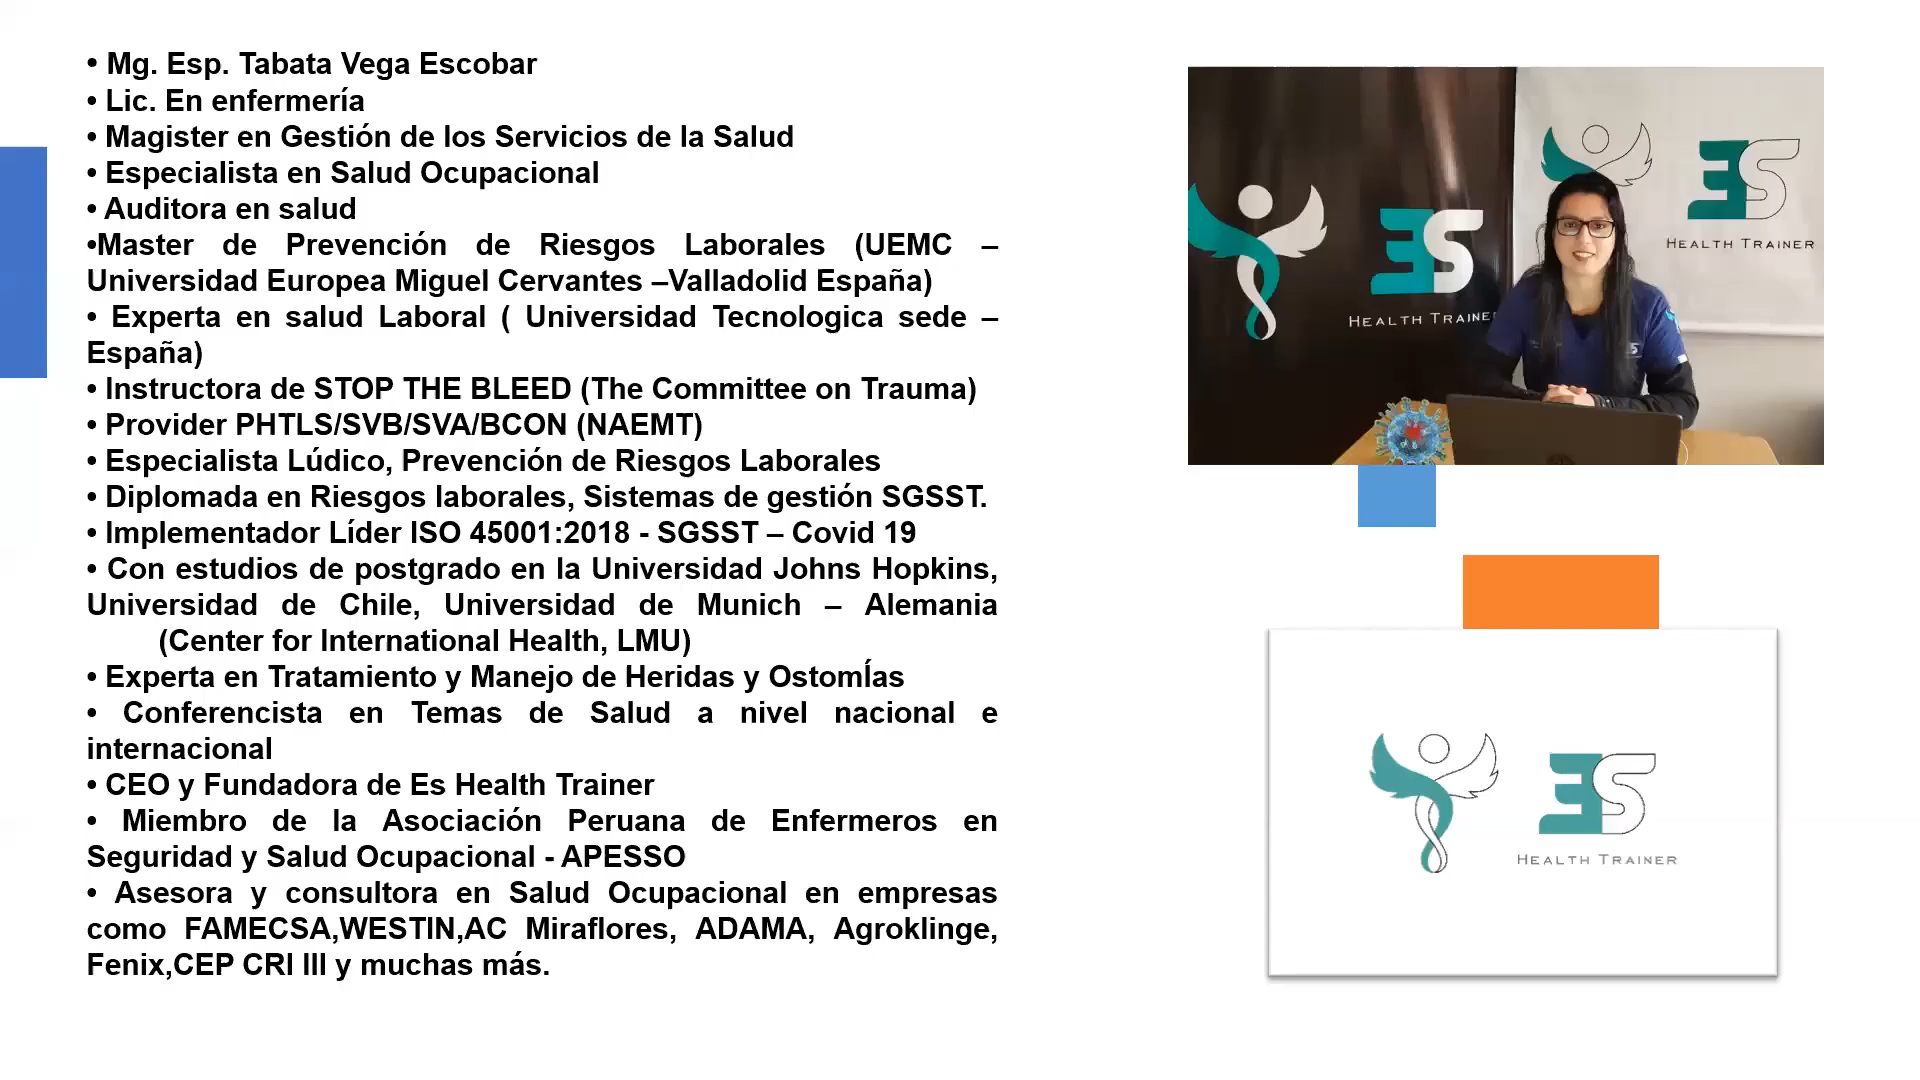 • Mg. Esp. Tabata Vega Escobar
• Lic. En enfermería
• Magister en Gestión de los Servicios de la Salud
• Especialista en Salud Ocupacional
• Auditora en salud
•Master de Prevención de Riesgos Laborales (UEMC –
Universidad Europea Miguel Cervantes –Valladolid España)
• Experta en salud Laboral ( Universidad Tecnologica sede –
España)
• Instructora de STOP THE BLEED (The Committee on Trauma)
• Provider PHTLS/SVB/SVA/BCON (NAEMT)
• Especialista Lúdico, Prevención de Riesgos Laborales
• Diplomada en Riesgos laborales, Sistemas de gestión SGSST.
• Implementador Líder ISO 45001:2018 - SGSST – Covid 19
• Con estudios de postgrado en la Universidad Johns Hopkins,
Universidad de Chile, Universidad de Munich – Alemania
(Center for International Health, LMU)
• Experta en Tratamiento y Manejo de Heridas y OstomÍas
• Conferencista en Temas de Salud a nivel nacional e
internacional
• CEO y Fundadora de Es Health Trainer
• Miembro de la Asociación Peruana de Enfermeros en
Seguridad y Salud Ocupacional - APESSO
• Asesora y consultora en Salud Ocupacional en empresas
como FAMECSA,WESTIN,AC Miraflores, ADAMA, Agroklinge,
Fenix,CEP CRI III y muchas más.
ES
HEALTH TRAINER
ES
HEALTH TRAINER
ES
HEALTH TRAINER